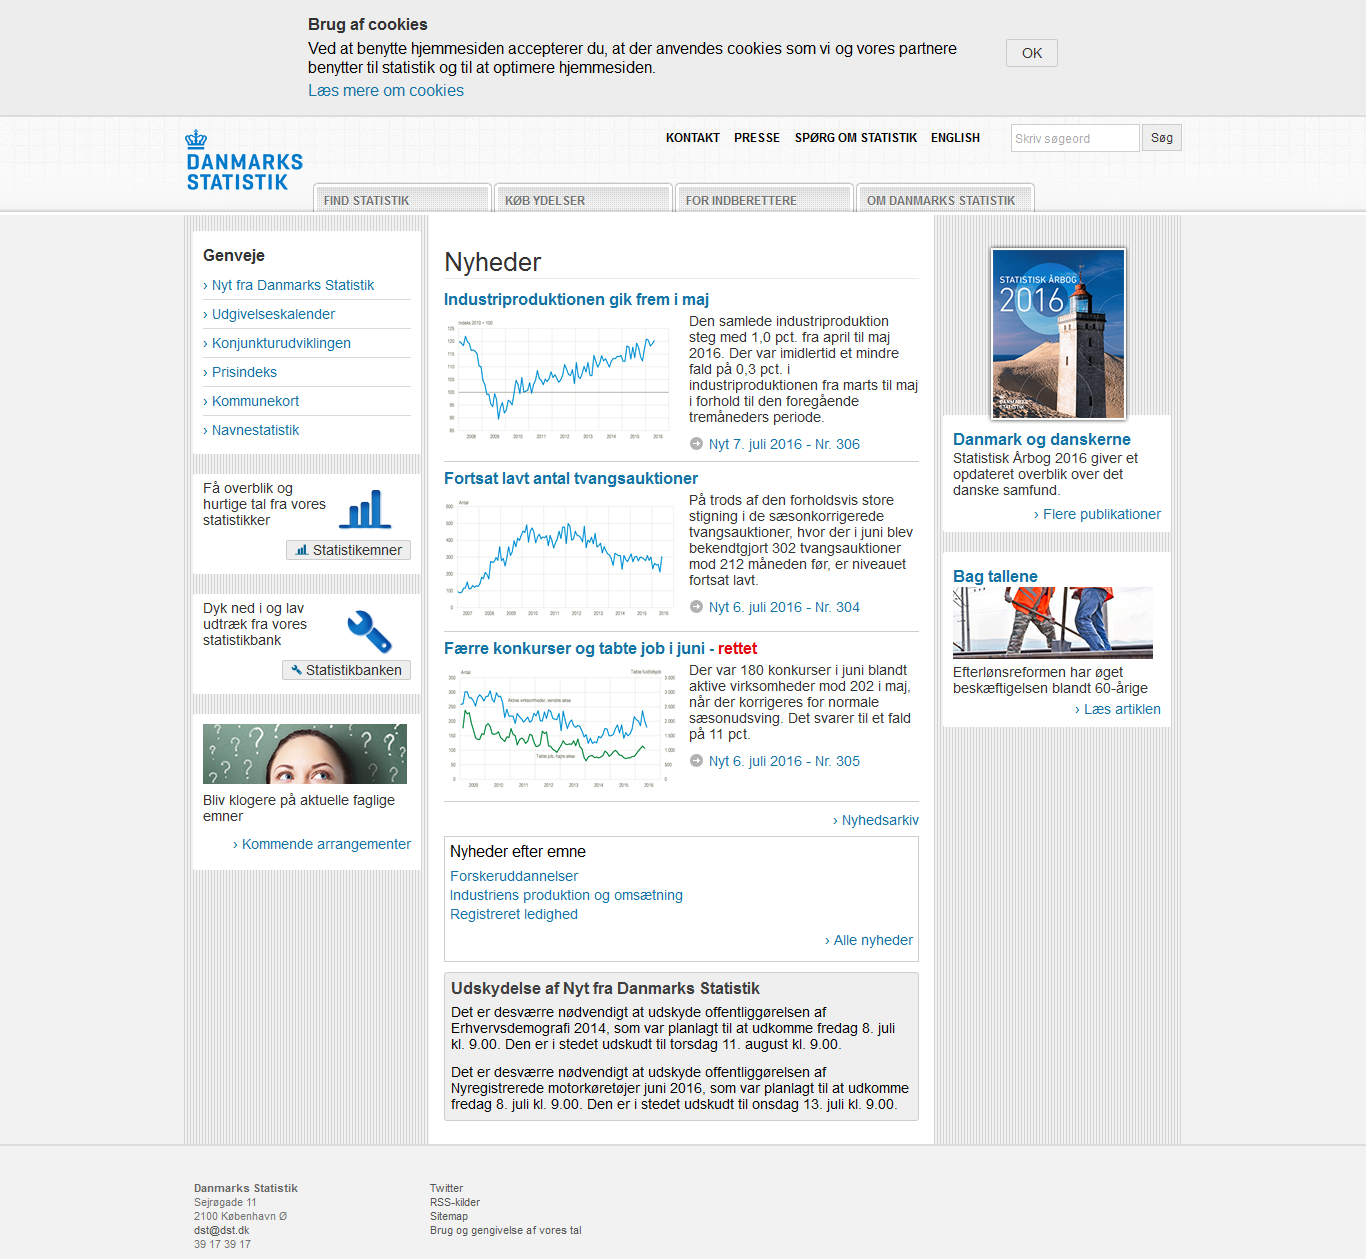 Brug af cookies
Ved at benytte hjemmesiden accepterer du, at der anvendes cookies som vi og vores partnere
benytter til statistik og til at optimere hjemmesiden.
Læs mere om cookies
OK
DANMARKS
STATISTIK
KONTAKT PRESSE SPØRG OM STATISTIK ENGLISH
Skriv søgeord Søg
FIND STATISTIK KØB YDELSER FOR INDBERETTERE OM DANMARKS STATISTIK
Genveje
› Nyt fra Danmarks Statistik
› Udgivelseskalender
› Konjunkturudviklingen
› Prisindeks
› Kommunekort
› Navnestatistik
Få overblik og
hurtige tal fra vores
statistikker
Statistikemner
Dyk ned i og lav
udtræk fra vores
statistikbank
Statistikbanken
Bliv klogere på aktuelle faglige
emner
› Kommende arrangementer
Nyheder
Industriproduktionen gik frem i maj
Indeks 2010 = 100
Den samlede industriproduktion
steg med 1,0 pct. fra april til maj
2016. Der var imidlertid et mindre
fald på 0,3 pct. i
industriproduktionen fra marts til maj
i forhold til den foregående
tremåneders periode.
Nyt 7. juli 2016 - Nr. 306
Fortsat lavt antal tvangsauktioner
Antal
På trods af den forholdsvis store
stigning i de sæsonkorrigerede
tvangsauktioner, hvor der i juni blev
bekendtgjort 302 tvangsauktioner
mod 212 måneden før, er niveauet
fortsat lavt.
Nyt 6. juli 2016 - Nr. 304
Færre konkurser og tabte job i juni - rettet
Antal
Tabte fuldtidsjob
Aktive virksomheder, venstre akse
Tabte job, højre akse
Der var 180 konkurser i juni blandt
aktive virksomheder mod 202 i maj,
når der korrigeres for normale
sæsonudsving. Det svarer til et fald
på 11 pct.
Nyt 6. juli 2016 - Nr. 305
› Nyhedsarkiv
Nyheder efter emne
Forskeruddannelser
Industriens produktion og omsætning
Registreret ledighed
› Alle nyheder
Udskydelse af Nyt fra Danmarks Statistik
Det er desværre nødvendigt at udskyde offentliggørelsen af
Erhvervsdemografi 2014, som var planlagt til at udkomme fredag 8. juli
kl. 9.00. Den er i stedet udskudt til torsdag 11. august kl. 9.00.
Det er desværre nødvendigt at udskyde offentliggørelsen af
Nyregistrerede motorkøretøjer juni 2016, som var planlagt til at udkomme
fredag 8. juli kl. 9.00. Den er i stedet udskudt til onsdag 13. juli kl. 9.00.
STATISTISK ÅRBOG
2016
DANMARKS
STATISTIK
Danmark og danskerne
Statistisk Årbog 2016 giver et
opdateret overblik over det
danske samfund.
› Flere publikationer
Bag tallene
Efterlønsreformen har øget
beskæftigelsen blandt 60-årige
› Læs artiklen
Danmarks Statistik
Sejrøgade 11
2100 København Ø
dst@dst.dk
39 17 39 17
Twitter
RSS-kilder
Sitemap
Brug og gengivelse af vores tal